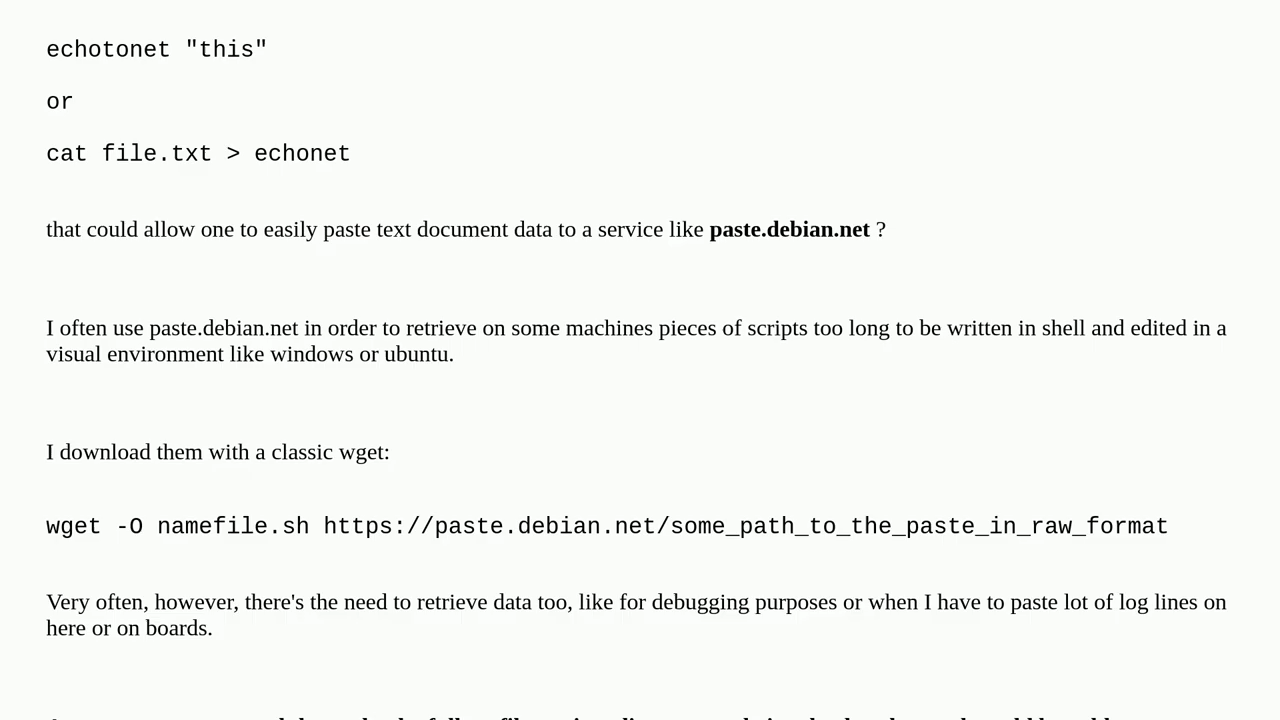 echotonet "this"
or
cat file.txt > echonet
that could allow one to easily paste text document data to a service like paste.debian.net ?
I often use paste.debian.net in order to retrieve on some machines pieces of scripts too long to be written in shell and edited in a
visual environment like windows or ubuntu.
I download them with a classic wget:
wget -O namefile.sh https://paste.debian.net/some_path_to_the_paste_in_raw_format
Very often, however, there's the need to retrieve data too, like for debugging purposes or when I have to paste lot of log lines on
here or on boards.